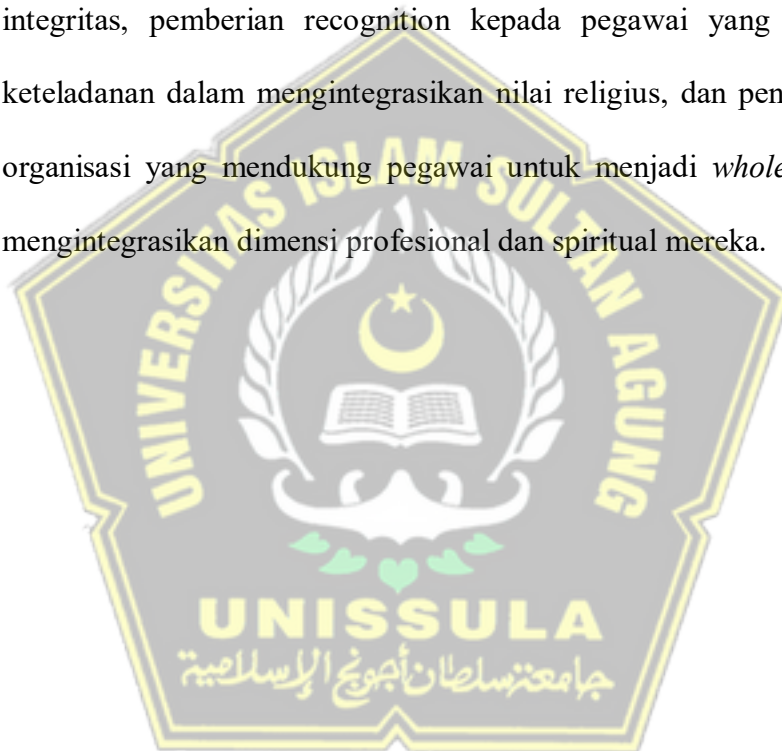 integritas, pemberian recognition kepada pegawai yang
keteladanan dalam mengintegrasikan nilai religius, dan pen
organisasi yang mendukung pegawai untuk menjadi whole
mengintegrasikan dimensi profesional dan spiritual mereka.
UNIVERSITAS ISLAM SULTAN AGUNG
UNISSULA
جامعة سلطان أجونج الإسلامية